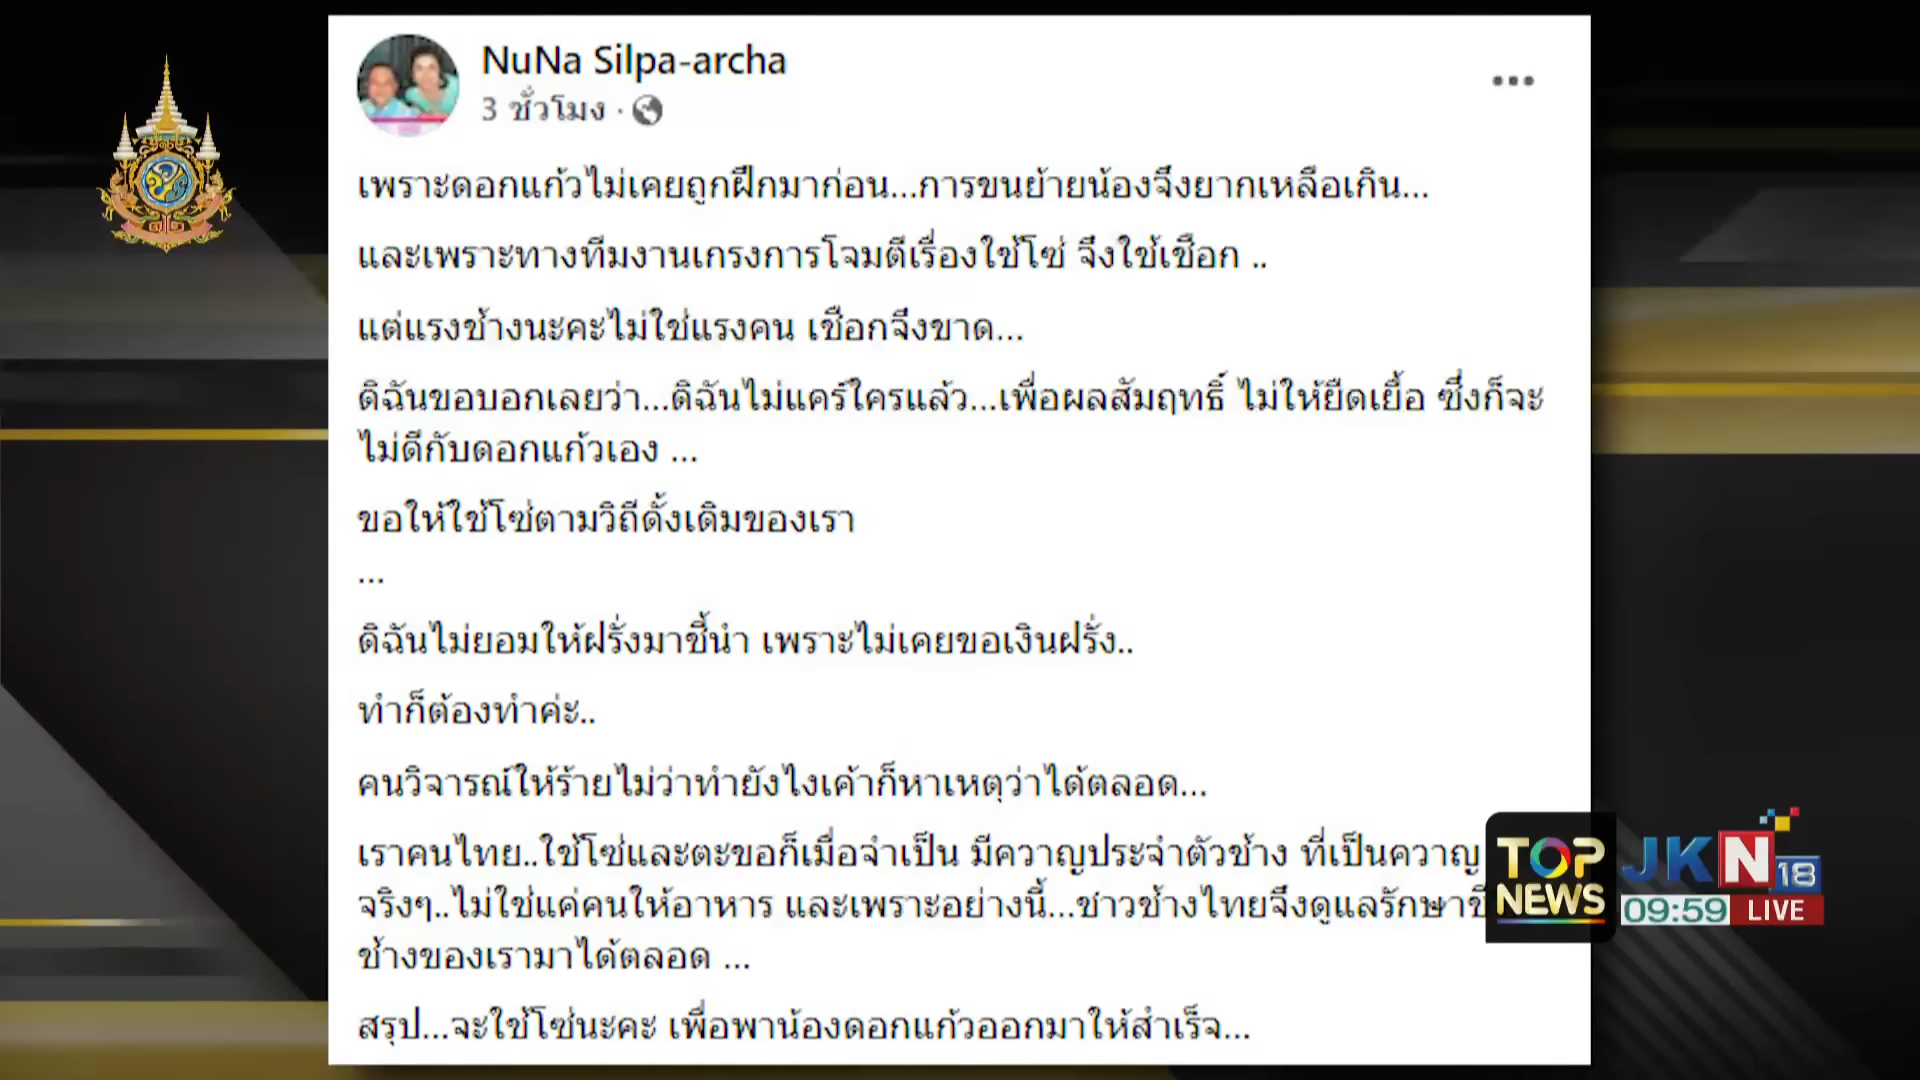 NuNa Silpa-archa
3 ชั่วโมง ·
เพราะดอกแก้วไม่เคยถูกฝึกมาก่อน...การขนย้ายน้องจึงยากเหลือเกิน...
และเพราะทางทีมงานเกรงการโจมตีเรื่องใช้โซ่ จึงใช้เชือก ..
แต่แรงช้างนะคะไม่ใช่แรงคน เชือกจึงขาด...
ดิฉันขอบอกเลยว่า...ดิฉันไม่แคร์ใครแล้ว...เพื่อผลสัมฤทธิ์ ไม่ให้ยืดเยื้อ ซึ่งก็จะ
ไม่ดีกับดอกแก้วเอง ...
ขอให้ใช้โซ่ตามวิถีดั้งเดิมของเรา
...
ดิฉันไม่ยอมให้ฝรั่งมาชี้นำ เพราะไม่เคยขอเงินฝรั่ง..
ทำก็ต้องทำค่ะ..
คนวิจารณ์ให้ร้ายไม่ว่าทำยังไงเค้าก็หาเหตุว่าได้ตลอด...
เราคนไทย..ใช้โซ่และตะขอก็เมื่อจำเป็น มีควาญประจำตัวช้าง ที่เป็นควาญ
จริงๆ..ไม่ใช่แค่คนให้อาหาร และเพราะอย่างนี้...ชาวช้างไทยจึงดูแลรักษา
ช้างของเรามาได้ตลอด ...
สรุป...จะใช้โซ่นะคะ เพื่อพาน้องดอกแก้วออกมาให้สำเร็จ...
TOP NEWS
JKN 18
09:59 LIVE